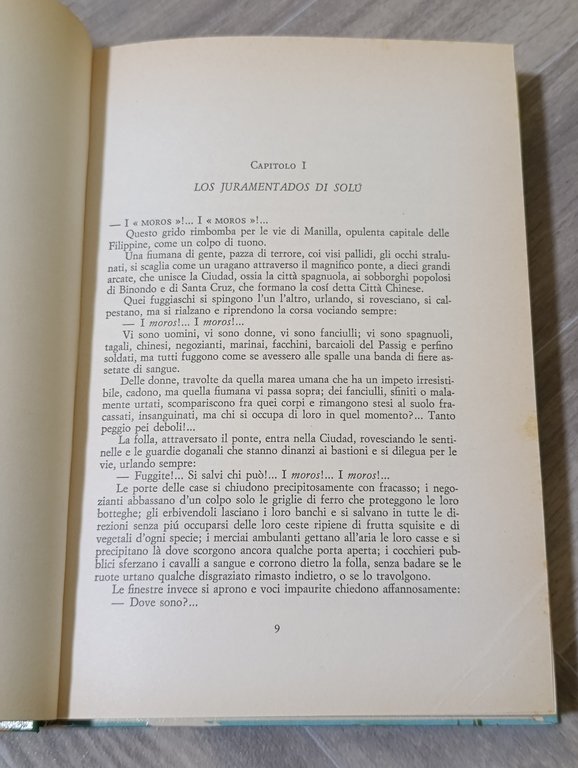 CAPITOLO I
LOS JURAMENTADOS DI SOLÚ
— I « MOROS »!... I « MOROS »!...
Questo grido rimbomba per le vie di Manilla, opulenta capitale delle
Filippine, come un colpo di tuono.
Una fiumana di gente, pazza di terrore, coi visi pallidi, gli occhi stralu-
nati, si scaglia come un uragano attraverso il magnifico ponte, a dieci grandi
arcate, che unisce la Ciudad, ossia la città spagnuola, ai sobborghi popolosi
di Binondo e di Santa Cruz, che formano la cosí detta Città Chinese.
Quei fuggiaschi si spingono l'un l'altro, urlando, si rovesciano, si cal-
pestano, ma si rialzano e riprendono la corsa vociando sempre:
— I moros!... I moros!...
Vi sono uomini, vi sono donne, vi sono fanciulli; vi sono spagnuoli,
tagali, chinesi, negozianti, marinai, facchini, barcaioli del Passig e perfino
soldati, ma tutti fuggono come se avessero alle spalle una banda di fiere as-
setate di sangue.
Delle donne, travolte da quella marea umana che ha un impeto irresisti-
bile, cadono, ma quella fiumana vi passa sopra; dei fanciulli, sfiniti o mala-
mente urtati, scompariscono fra quei corpi e rimangono stesi al suolo fra-
cassati, insanguinati, ma chi si occupa di loro in quel momento?... Tanto
peggio pei deboli!...
La folla, attraversato il ponte, entra nella Ciudad, rovesciando le senti-
nelle e le guardie doganali che stanno dinanzi ai bastioni e si dilegua per le
vie, urlando sempre:
— Fuggite!... Si salvi chi può!... I moros!... I moros!...
Le porte delle case si chiudono precipitosamente con fracasso; i nego-
zianti abbassano d'un colpo solo le griglie di ferro che proteggono le loro
botteghe; gli erbivendoli lasciano i loro banchi e si salvano in tutte le di-
rezioni senza piú occuparsi delle loro ceste ripiene di frutta squisite e di
vegetali d'ogni specie; i merciai ambulanti gettano all'aria le loro casse e si
precipitano là dove scorgono ancora qualche porta aperta; i cocchieri pub-
blici sferzano i cavalli a sangue e corrono dietro la folla, senza badare se le
ruote urtano qualche disgraziato rimasto indietro, o se lo travolgono.
Le finestre invece si aprono e voci impaurite chiedono affannosamente:
— Dove sono?...
9